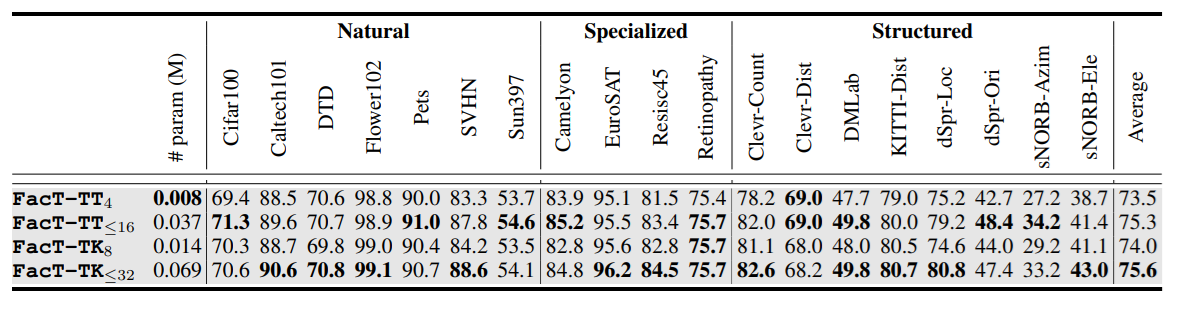 Natural Specialized Structured
# param (M) Cifar100 Caltech101 DTD Flower102 Pets SVHN Sun397 Camelyon EuroSAT Resisc45 Retinopathy Clevr-Count Clevr-Dist DMLab KITTI-Dist dSpr-Loc dSpr-Ori sNORB-Azim sNORB-Ele Average
FacT-TT4 0.008 69.4 88.5 70.6 98.8 90.0 83.3 53.7 83.9 95.1 81.5 75.4 78.2 69.0 47.7 79.0 75.2 42.7 27.2 38.7 73.5
FacT-TT≤16 0.037 71.3 89.6 70.7 98.9 91.0 87.8 54.6 85.2 95.5 83.4 75.7 82.0 69.0 49.8 80.0 79.2 48.4 34.2 41.4 75.3
FacT-TK8 0.014 70.3 88.7 69.8 99.0 90.4 84.2 53.5 82.8 95.6 82.8 75.7 81.1 68.0 48.0 80.5 74.6 44.0 29.2 41.1 74.0
FacT-TK≤32 0.069 70.6 90.6 70.8 99.1 90.7 88.6 54.1 84.8 96.2 84.5 75.7 82.6 68.2 49.8 80.7 80.8 47.4 33.2 43.0 75.6